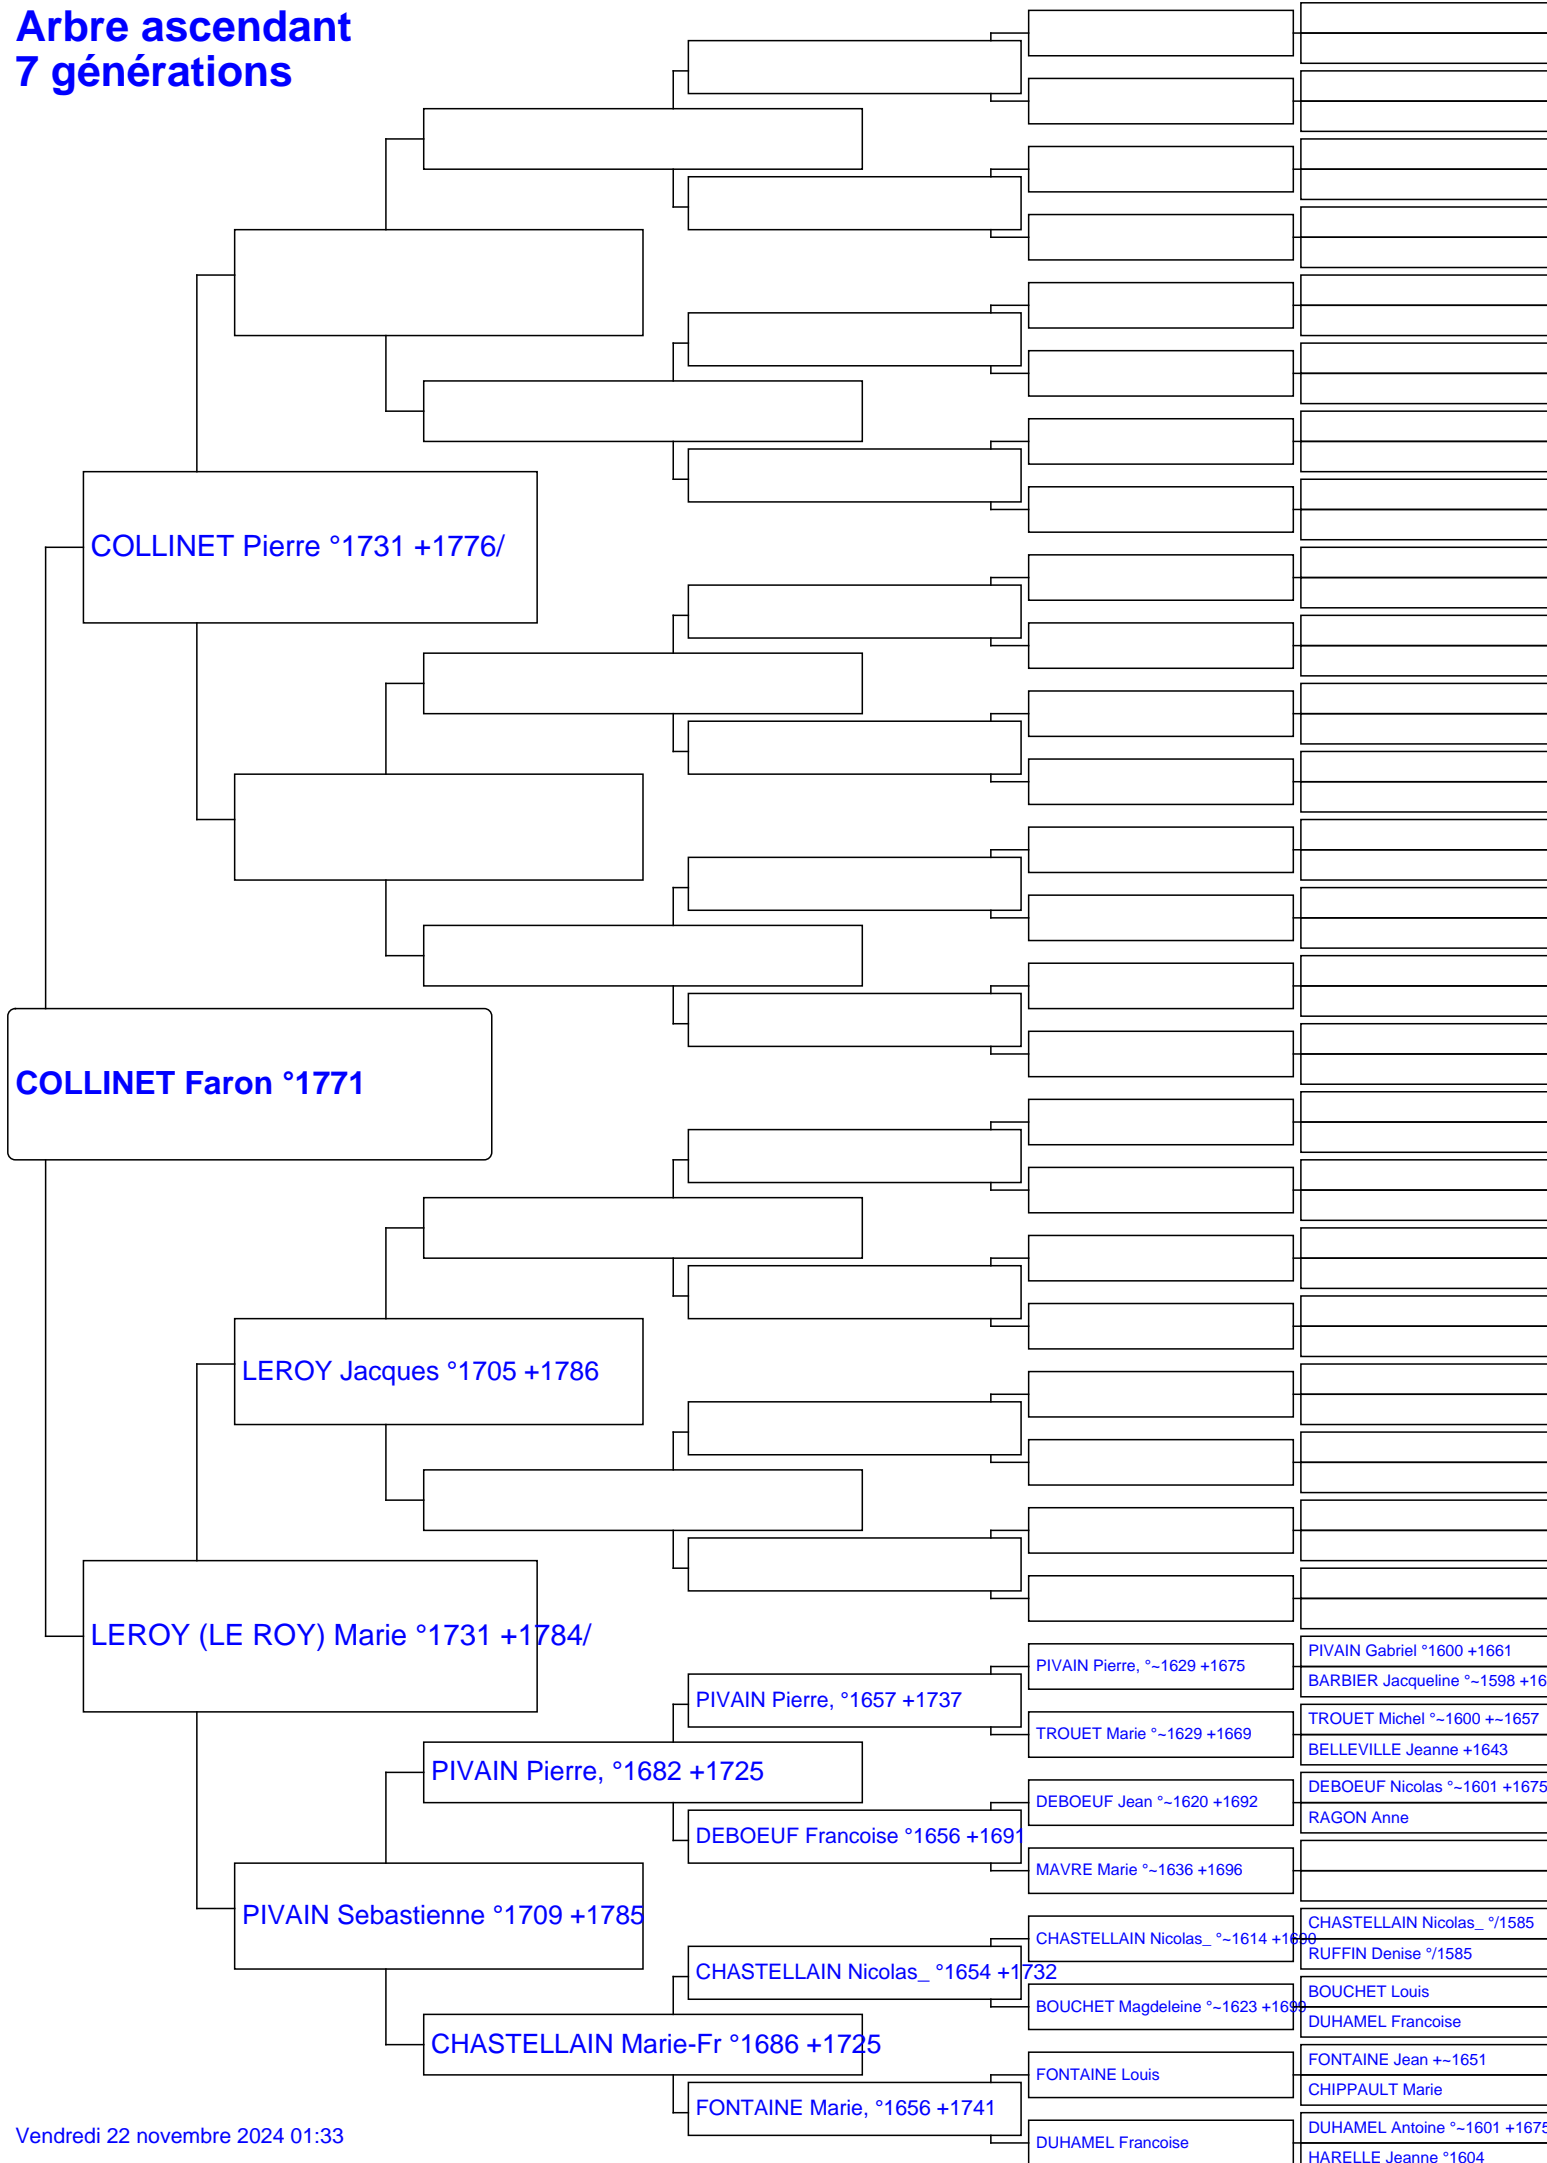 Arbre ascendant
7 générations
COLLINET Pierre °1731 +1776/
COLLINET Faron °1771
LEROY Jacques °1705 +1786
LEROY (LE ROY) Marie °1731 +1784/
PIVAIN Gabriel °1600 +1661
PIVAIN Pierre, °~1629 +1675
BARBIER Jacqueline °~1598 +16
PIVAIN Pierre, °1657 +1737
TROUET Michel °~1600 +~1657
TROUET Marie °~1629 +1669
BELLEVILLE Jeanne +1643
PIVAIN Pierre, °1682 +1725
DEBOEUF Nicolas °~1601 +1675
DEBOEUF Jean °~1620 +1692
RAGON Anne
DEBOEUF Francoise °1656 +1691
MAVRE Marie °~1636 +1696
PIVAIN Sebastienne °1709 +1785
CHASTELLAIN Nicolas_ °/1585
CHASTELLAIN Nicolas_ °~1614 +1690
RUFFIN Denise °/1585
CHASTELLAIN Nicolas_ °1654 +1732
BOUCHET Louis
BOUCHET Magdeleine °~1623 +1699
DUHAMEL Francoise
CHASTELLAIN Marie-Fr °1686 +1725
FONTAINE Jean +~1651
FONTAINE Louis
CHIPPAULT Marie
FONTAINE Marie, °1656 +1741
DUHAMEL Antoine °~1601 +1675
DUHAMEL Francoise
HARELLE Jeanne °1604
Vendredi 22 novembre 2024 01:33